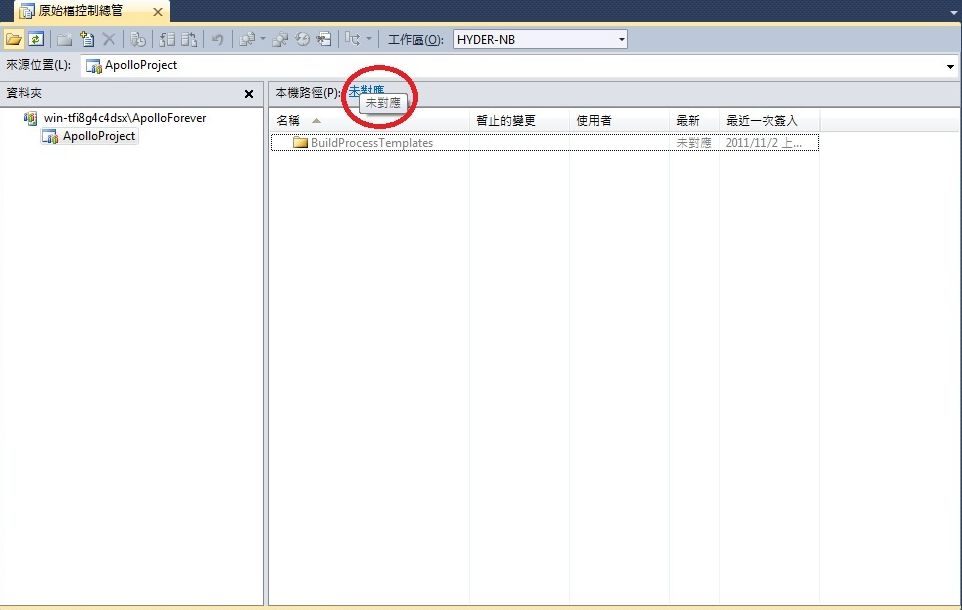 原始檔控制總管
工作區(O): HYDER-NB
來源位置(L): ApolloProject
資料夾
本機路徑(P): 未對應
未對應
win-tfi8g4c4dsx\ApolloForever
ApolloProject
名稱 暫止的變更 使用者 最新 最近一次簽入
BuildProcessTemplates 未對應 2011/11/2 上...